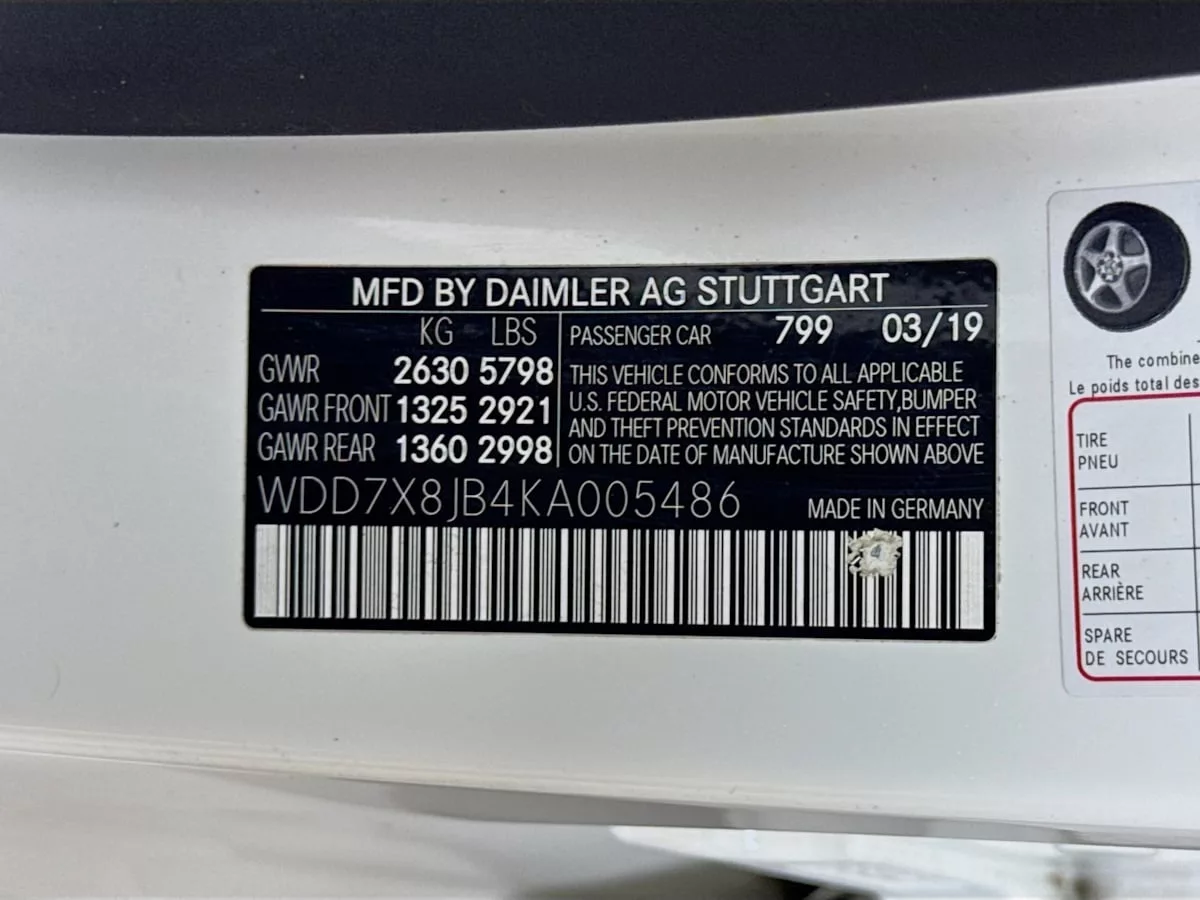 MFD BY DAIMLER AG STUTTGART
KG LBS
GVWR 2630 5798
GAWR FRONT 1325 2921
GAWR REAR 1360 2998
PASSENGER CAR 799 03/19
THIS VEHICLE CONFORMS TO ALL APPLICABLE
U.S. FEDERAL MOTOR VEHICLE SAFETY, BUMPER
AND THEFT PREVENTION STANDARDS IN EFFECT
ON THE DATE OF MANUFACTURE SHOWN ABOVE
WDD7X8JB4KA005486
MADE IN GERMANY
The combine
Le poids total des
TIRE
PNEU
FRONT
AVANT
REAR
ARRIÈRE
SPARE
DE SECOURS